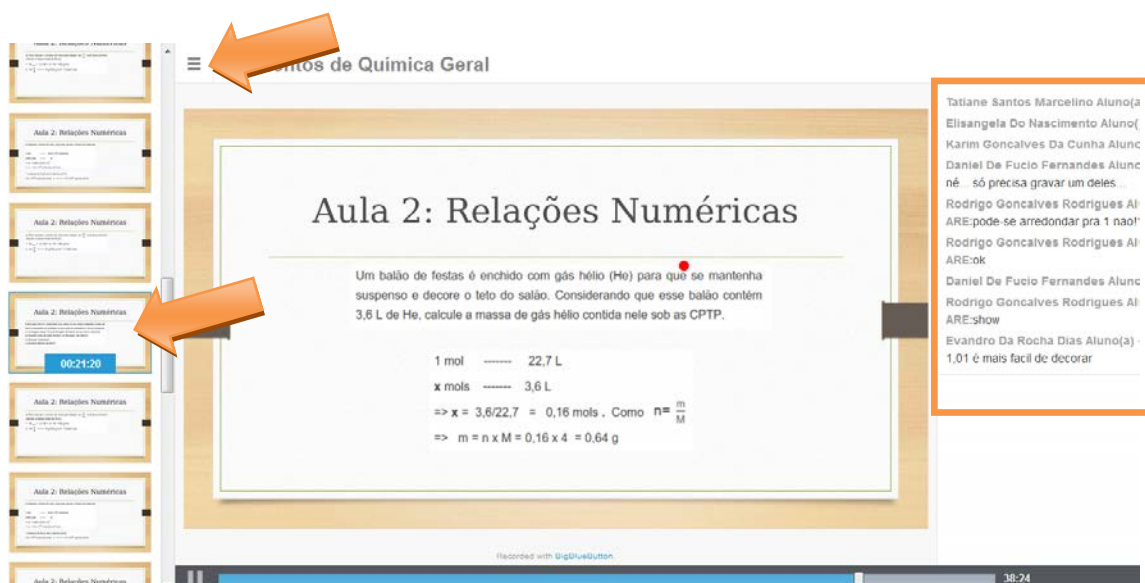 Aula 2: Relações Numéricas
Aula 2: Relações Numéricas
Aula 2: Relações Numéricas
00:21:20
Aula 2: Relações Numéricas
Aula 2: Relações Numéricas
Aula 2: Relações Numéricas
≡ ntos de Química Geral
Aula 2: Relações Numéricas
Um balão de festas é enchido com gás hélio (He) para que se mantenha
suspenso e decore o teto do salão. Considerando que esse balão contém
3,6 L de He, calcule a massa de gás hélio contida nele sob as CPTP.
1 mol ------- 22,7 L
x mols ------- 3,6 L
=> x = 3,6/22,7 = 0,16 mols . Como n= m/M
=> m = n x M = 0,16 x 4 = 0,64 g
Recorded with BigBlueButton
38:24
Tatiane Santos Marcelino Aluno(a
Elisangela Do Nascimento Aluno(
Karim Goncalves Da Cunha Aluno
Daniel De Fucio Fernandes Aluno
né... só precisa gravar um deles...
Rodrigo Goncalves Rodrigues Al
ARE:pode-se arredondar pra 1 nao!
Rodrigo Goncalves Rodrigues Al
ARE:ok
Daniel De Fucio Fernandes Aluno
Rodrigo Goncalves Rodrigues Al
ARE:show
Evandro Da Rocha Dias Aluno(a) -
1,01 é mais facil de decorar